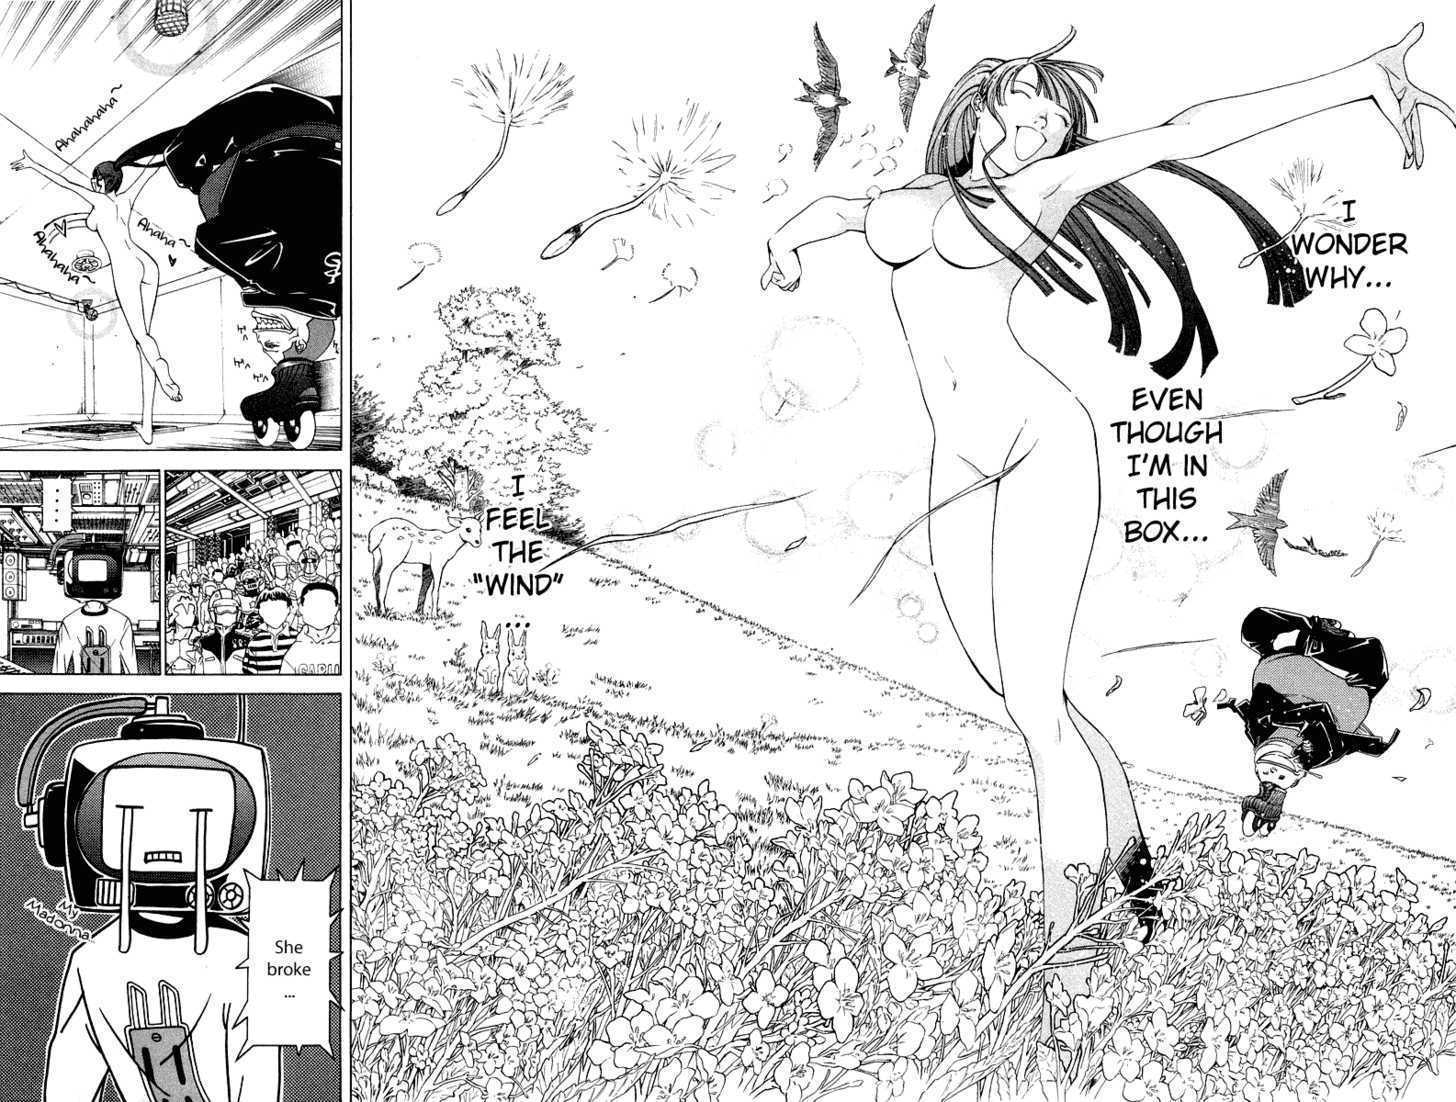 I
WONDER
WHY...
EVEN
THOUGH
I'M IN
THIS
BOX...
I
FEEL
THE
"WIND"
...
Ahahahaha~
Ahaha~
Ahahaha~
....
She
broke
...
My
Madonna..